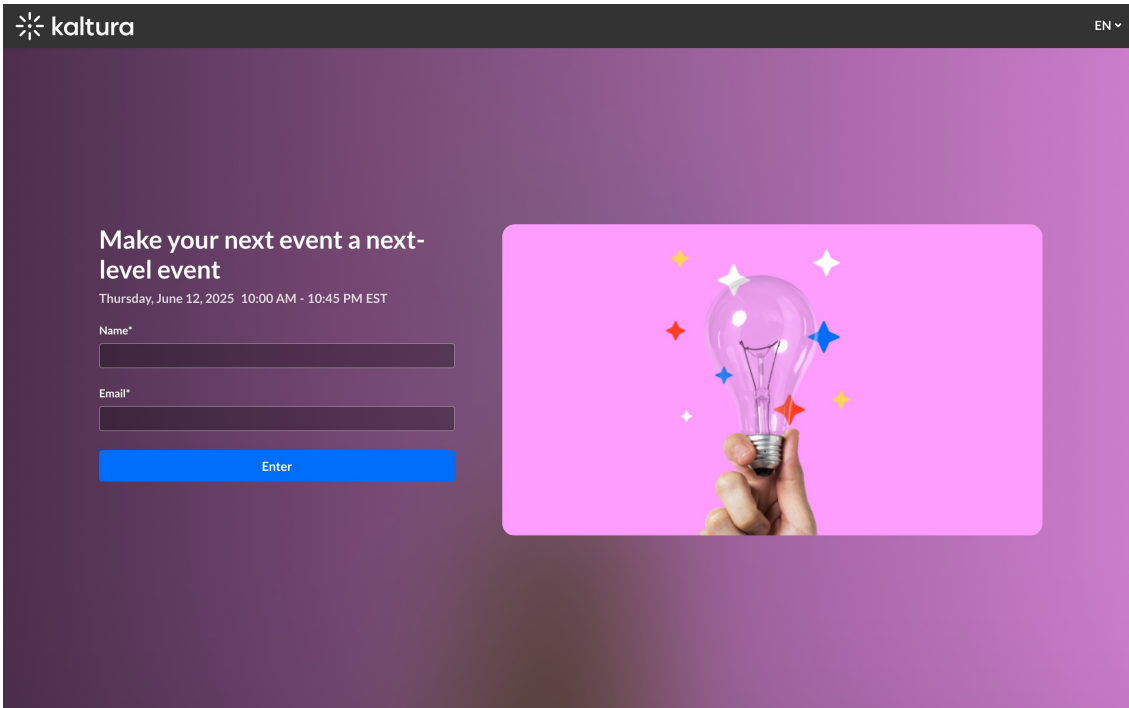 kaltura
EN
Make your next event a next-
level event
Thursday, June 12, 2025 10:00 AM - 10:45 PM EST
Name*
Email*
Enter